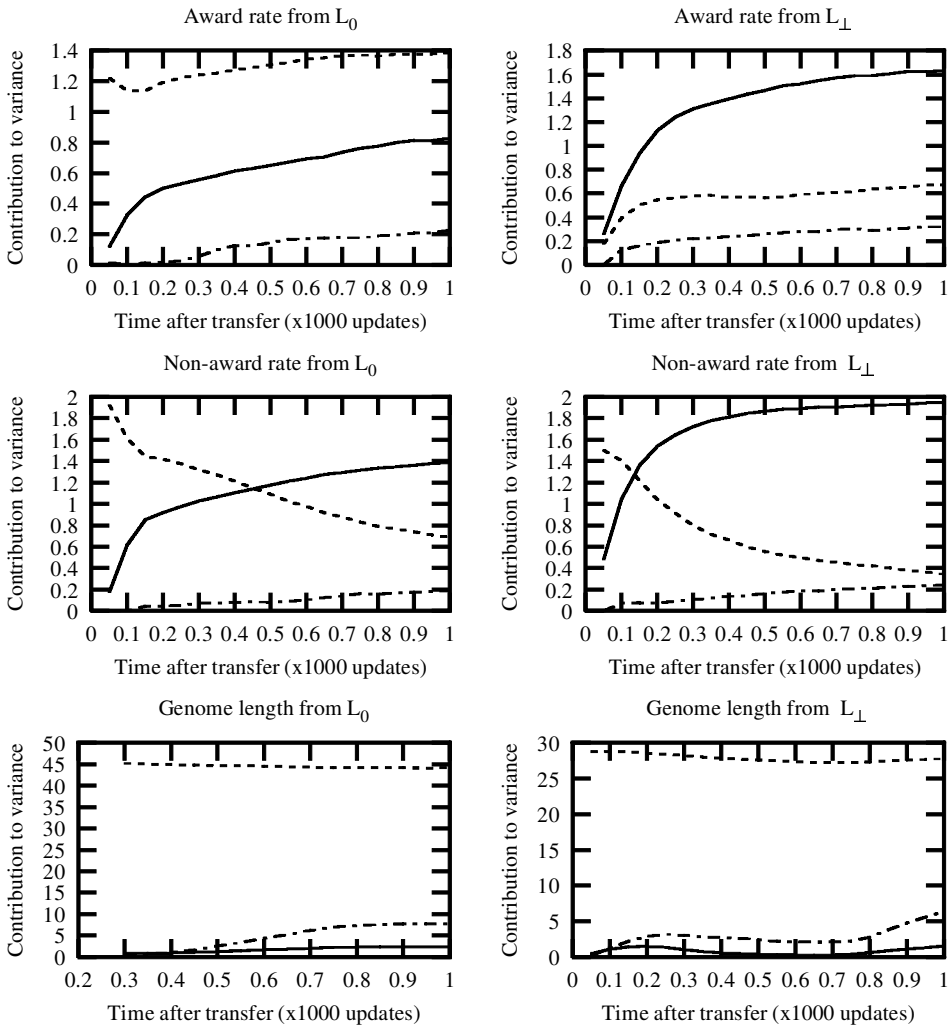 Award rate from L0
Contribution to variance
1.4
1.2
1
0.8
0.6
0.4
0.2
0
0 0.1 0.2 0.3 0.4 0.5 0.6 0.7 0.8 0.9 1
Time after transfer (x1000 updates)
Award rate from L⊥
Contribution to variance
1.8
1.6
1.4
1.2
1
0.8
0.6
0.4
0.2
0
0 0.1 0.2 0.3 0.4 0.5 0.6 0.7 0.8 0.9 1
Time after transfer (x1000 updates)
Non-award rate from L0
Contribution to variance
2
1.8
1.6
1.4
1.2
1
0.8
0.6
0.4
0.2
0
0 0.1 0.2 0.3 0.4 0.5 0.6 0.7 0.8 0.9 1
Time after transfer (x1000 updates)
Non-award rate from L⊥
Contribution to variance
2
1.8
1.6
1.4
1.2
1
0.8
0.6
0.4
0.2
0
0 0.1 0.2 0.3 0.4 0.5 0.6 0.7 0.8 0.9 1
Time after transfer (x1000 updates)
Genome length from L0
Contribution to variance
50
45
40
35
30
25
20
15
10
5
0
0.2 0.3 0.4 0.5 0.6 0.7 0.8 0.9 1
Time after transfer (x1000 updates)
Genome length from L⊥
Contribution to variance
30
25
20
15
10
5
0
0 0.1 0.2 0.3 0.4 0.5 0.6 0.7 0.8 0.9 1
Time after transfer (x1000 updates)